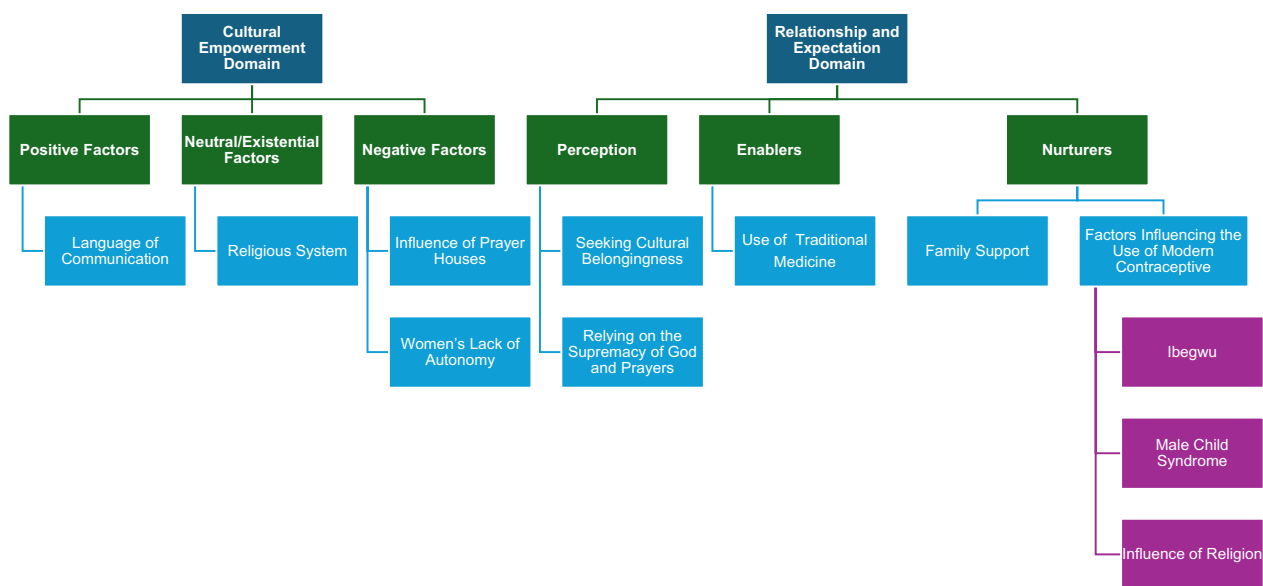 Cultural
Empowerment
Domain
Relationship and
Expectation
Domain
Positive Factors
Neutral/Existential
Factors
Negative Factors
Perception
Enablers
Nurturers
Language of
Communication
Religious System
Influence of Prayer
Houses
Seeking Cultural
Belongingness
Use of Traditional
Medicine
Family Support
Factors Influencing the
Use of Modern
Contraceptive
Women's Lack of
Autonomy
Relying on the
Supremacy of God
and Prayers
Ibegwu
Male Child
Syndrome
Influence of Religion